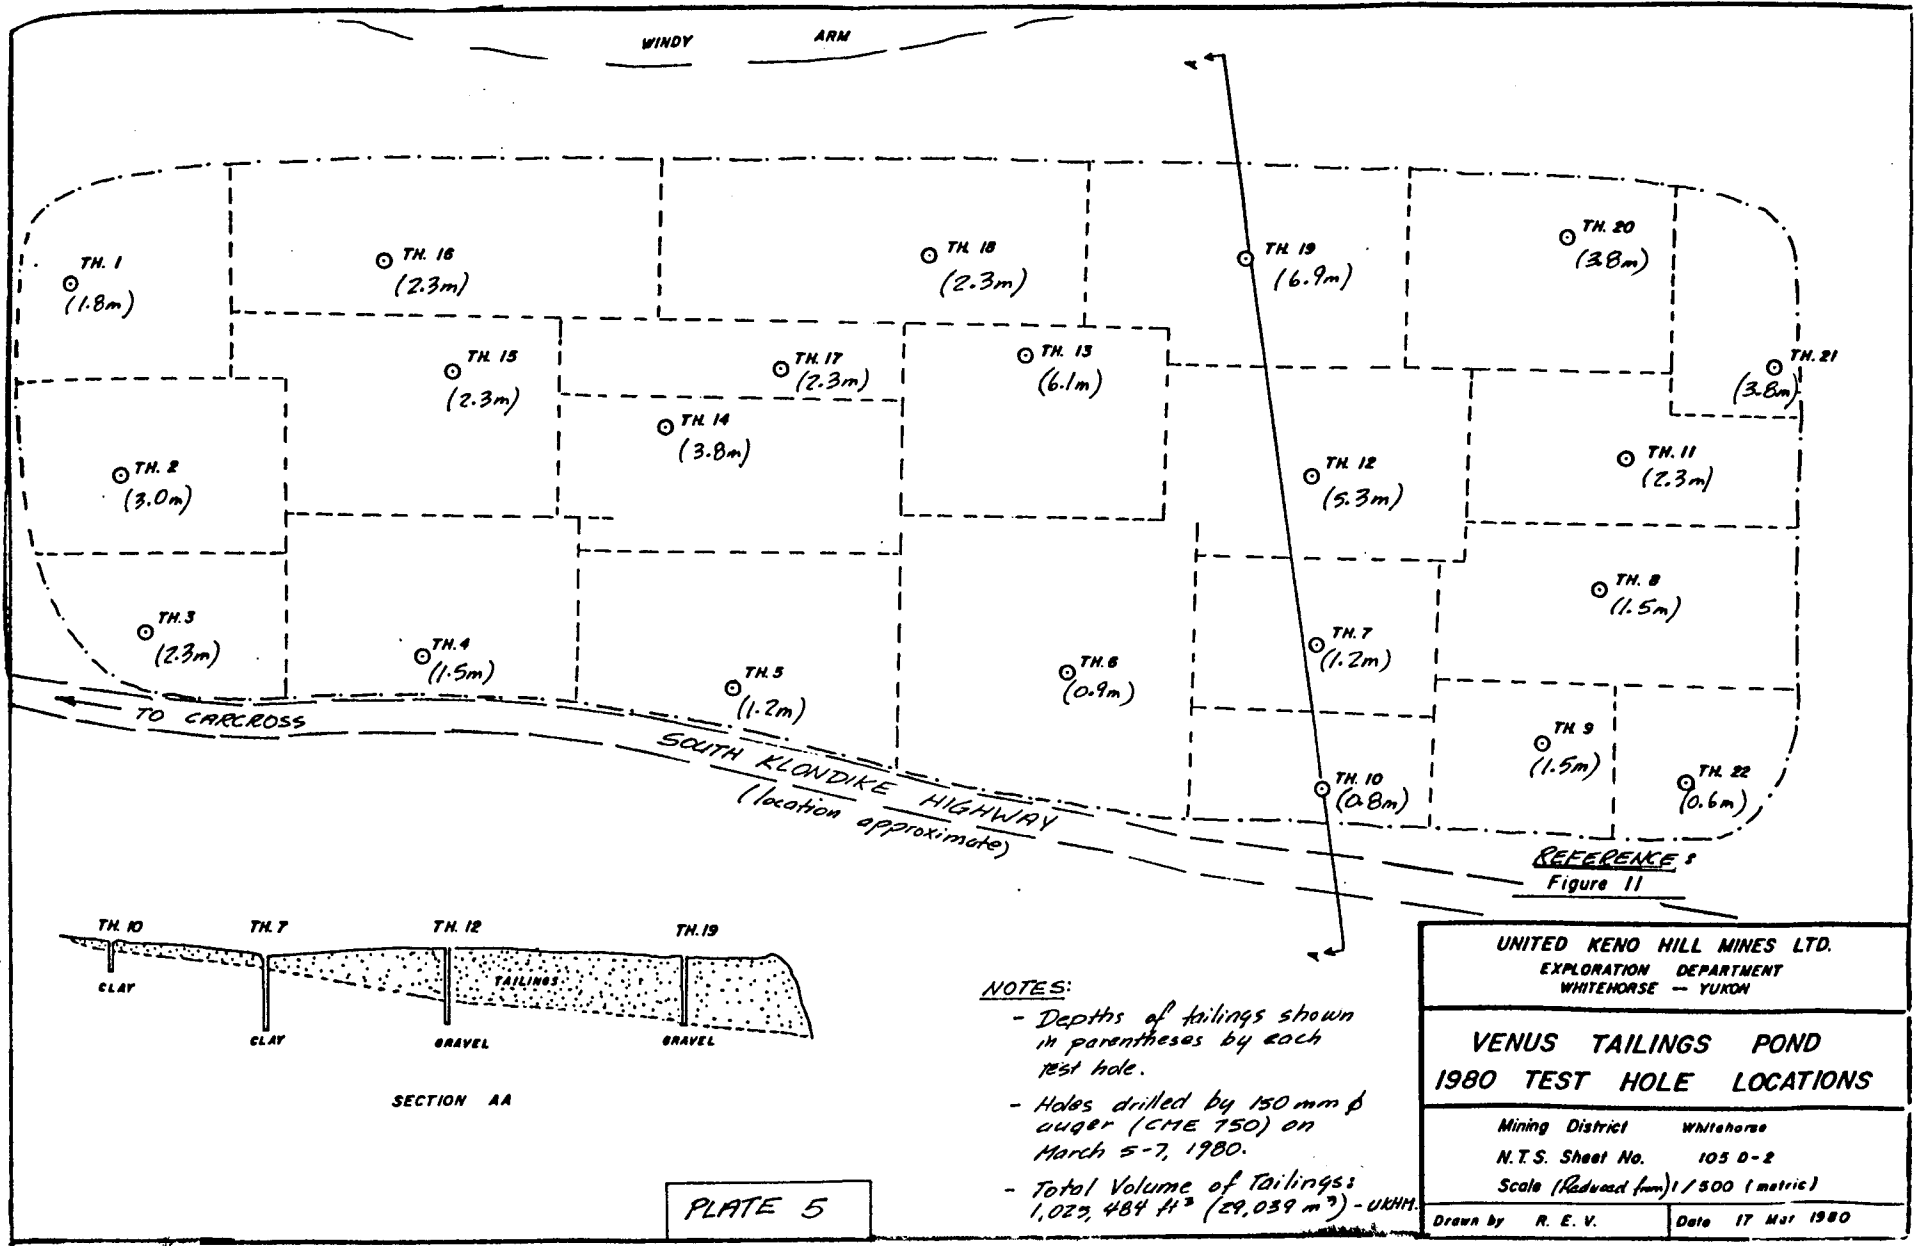 WINDY ARM
A
TH. 1
(1.8m)
TH. 16
(2.3m)
TH. 18
(2.3m)
TH. 19
(6.9m)
TH. 20
(3.8m)
TH. 15
(2.3m)
TH. 17
(2.3m)
TH. 13
(6.1m)
TH. 21
(3.8m)
TH. 14
(3.8m)
TH. 2
(3.0m)
TH. 12
(5.3m)
TH. 11
(2.3m)
TH. 3
(2.3m)
TH. 4
(1.5m)
TH. 5
(1.2m)
TH. 6
(0.9m)
TH. 7
(1.2m)
TH. 8
(1.5m)
TH. 9
(1.5m)
TH. 10
(0.8m)
TH. 22
(0.6m)
TO CARCROSS
SOUTH KLONDIKE HIGHWAY
(location approximate)
A
REFERENCE:
Figure 11
TH. 10
TH. 7
TH. 12
TH. 19
TAILINGS
CLAY
CLAY
GRAVEL
GRAVEL
SECTION AA
NOTES:
- Depths of tailings shown
in parentheses by each
test hole.
- Holes drilled by 150 mm ϕ
auger (CME 750) on
March 5-7, 1980.
- Total Volume of Tailings:
1,025,484 ft³ (29,039 m³) - UKHM.
PLATE 5
UNITED KENO HILL MINES LTD.
EXPLORATION DEPARTMENT
WHITEHORSE — YUKON
VENUS TAILINGS POND
1980 TEST HOLE LOCATIONS
Mining District Whitehorse
N.T.S. Sheet No. 105 D-2
Scale (Reduced from) 1/500 (metric)
Drawn by R. E. V.
Date 17 Mar 1980